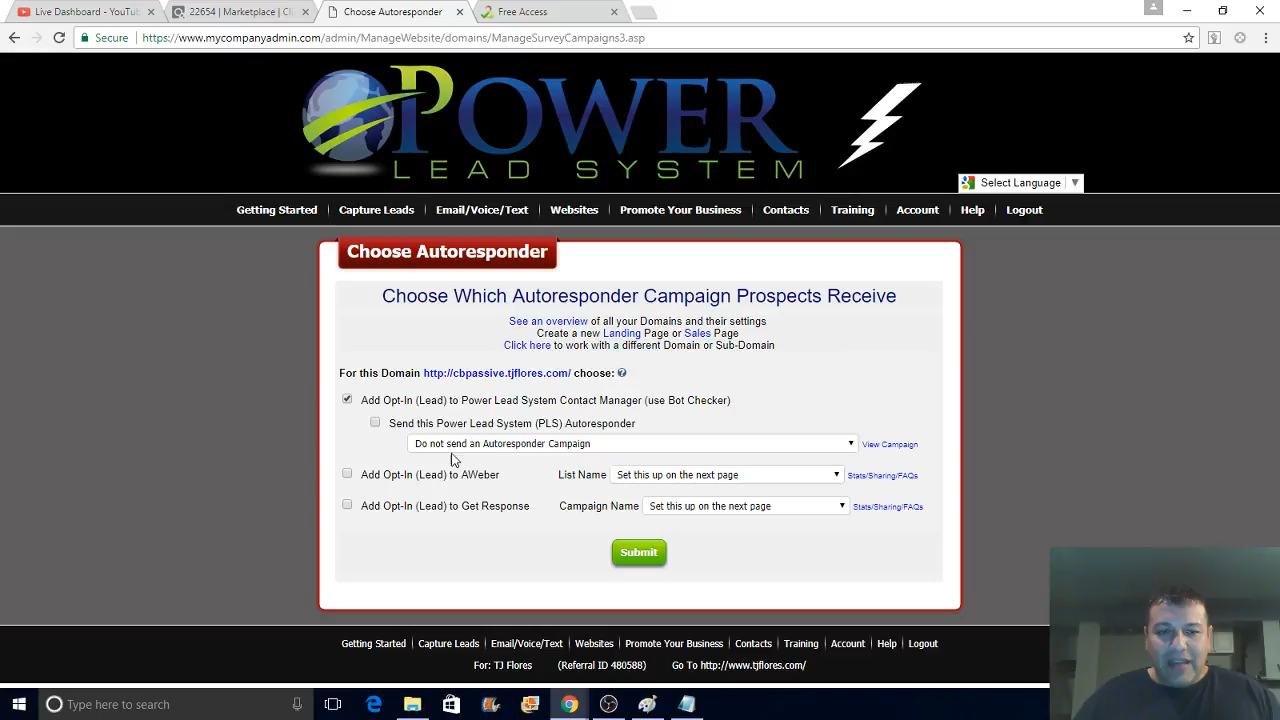 Live Dashboard - YouTu
22654 | Marketplace | Cli
Choose Autoresponder
Free Access
Secure https://www.mycompanyadmin.com/admin/ManageWebsite/domains/ManageSurveyCampaigns3.asp
POWER
LEAD SYSTEM
Select Language
Getting Started Capture Leads Email/Voice/Text Websites Promote Your Business Contacts Training Account Help Logout
Choose Autoresponder
Choose Which Autoresponder Campaign Prospects Receive
See an overview of all your Domains and their settings
Create a new Landing Page or Sales Page
Click here to work with a different Domain or Sub-Domain
For this Domain http://cbpassive.tjflores.com/ choose: ?
Add Opt-In (Lead) to Power Lead System Contact Manager (use Bot Checker)
Send this Power Lead System (PLS) Autoresponder
Do not send an Autoresponder Campaign View Campaign
Add Opt-In (Lead) to AWeber List Name Set this up on the next page Stats/Sharing/FAQs
Add Opt-In (Lead) to Get Response Campaign Name Set this up on the next page Stats/Sharing/FAQs
Submit
Getting Started Capture Leads Email/Voice/Text Websites Promote Your Business Contacts Training Account Help Logout
For: TJ Flores (Referral ID 480588) Go To http://www.tjflores.com/
Type here to search